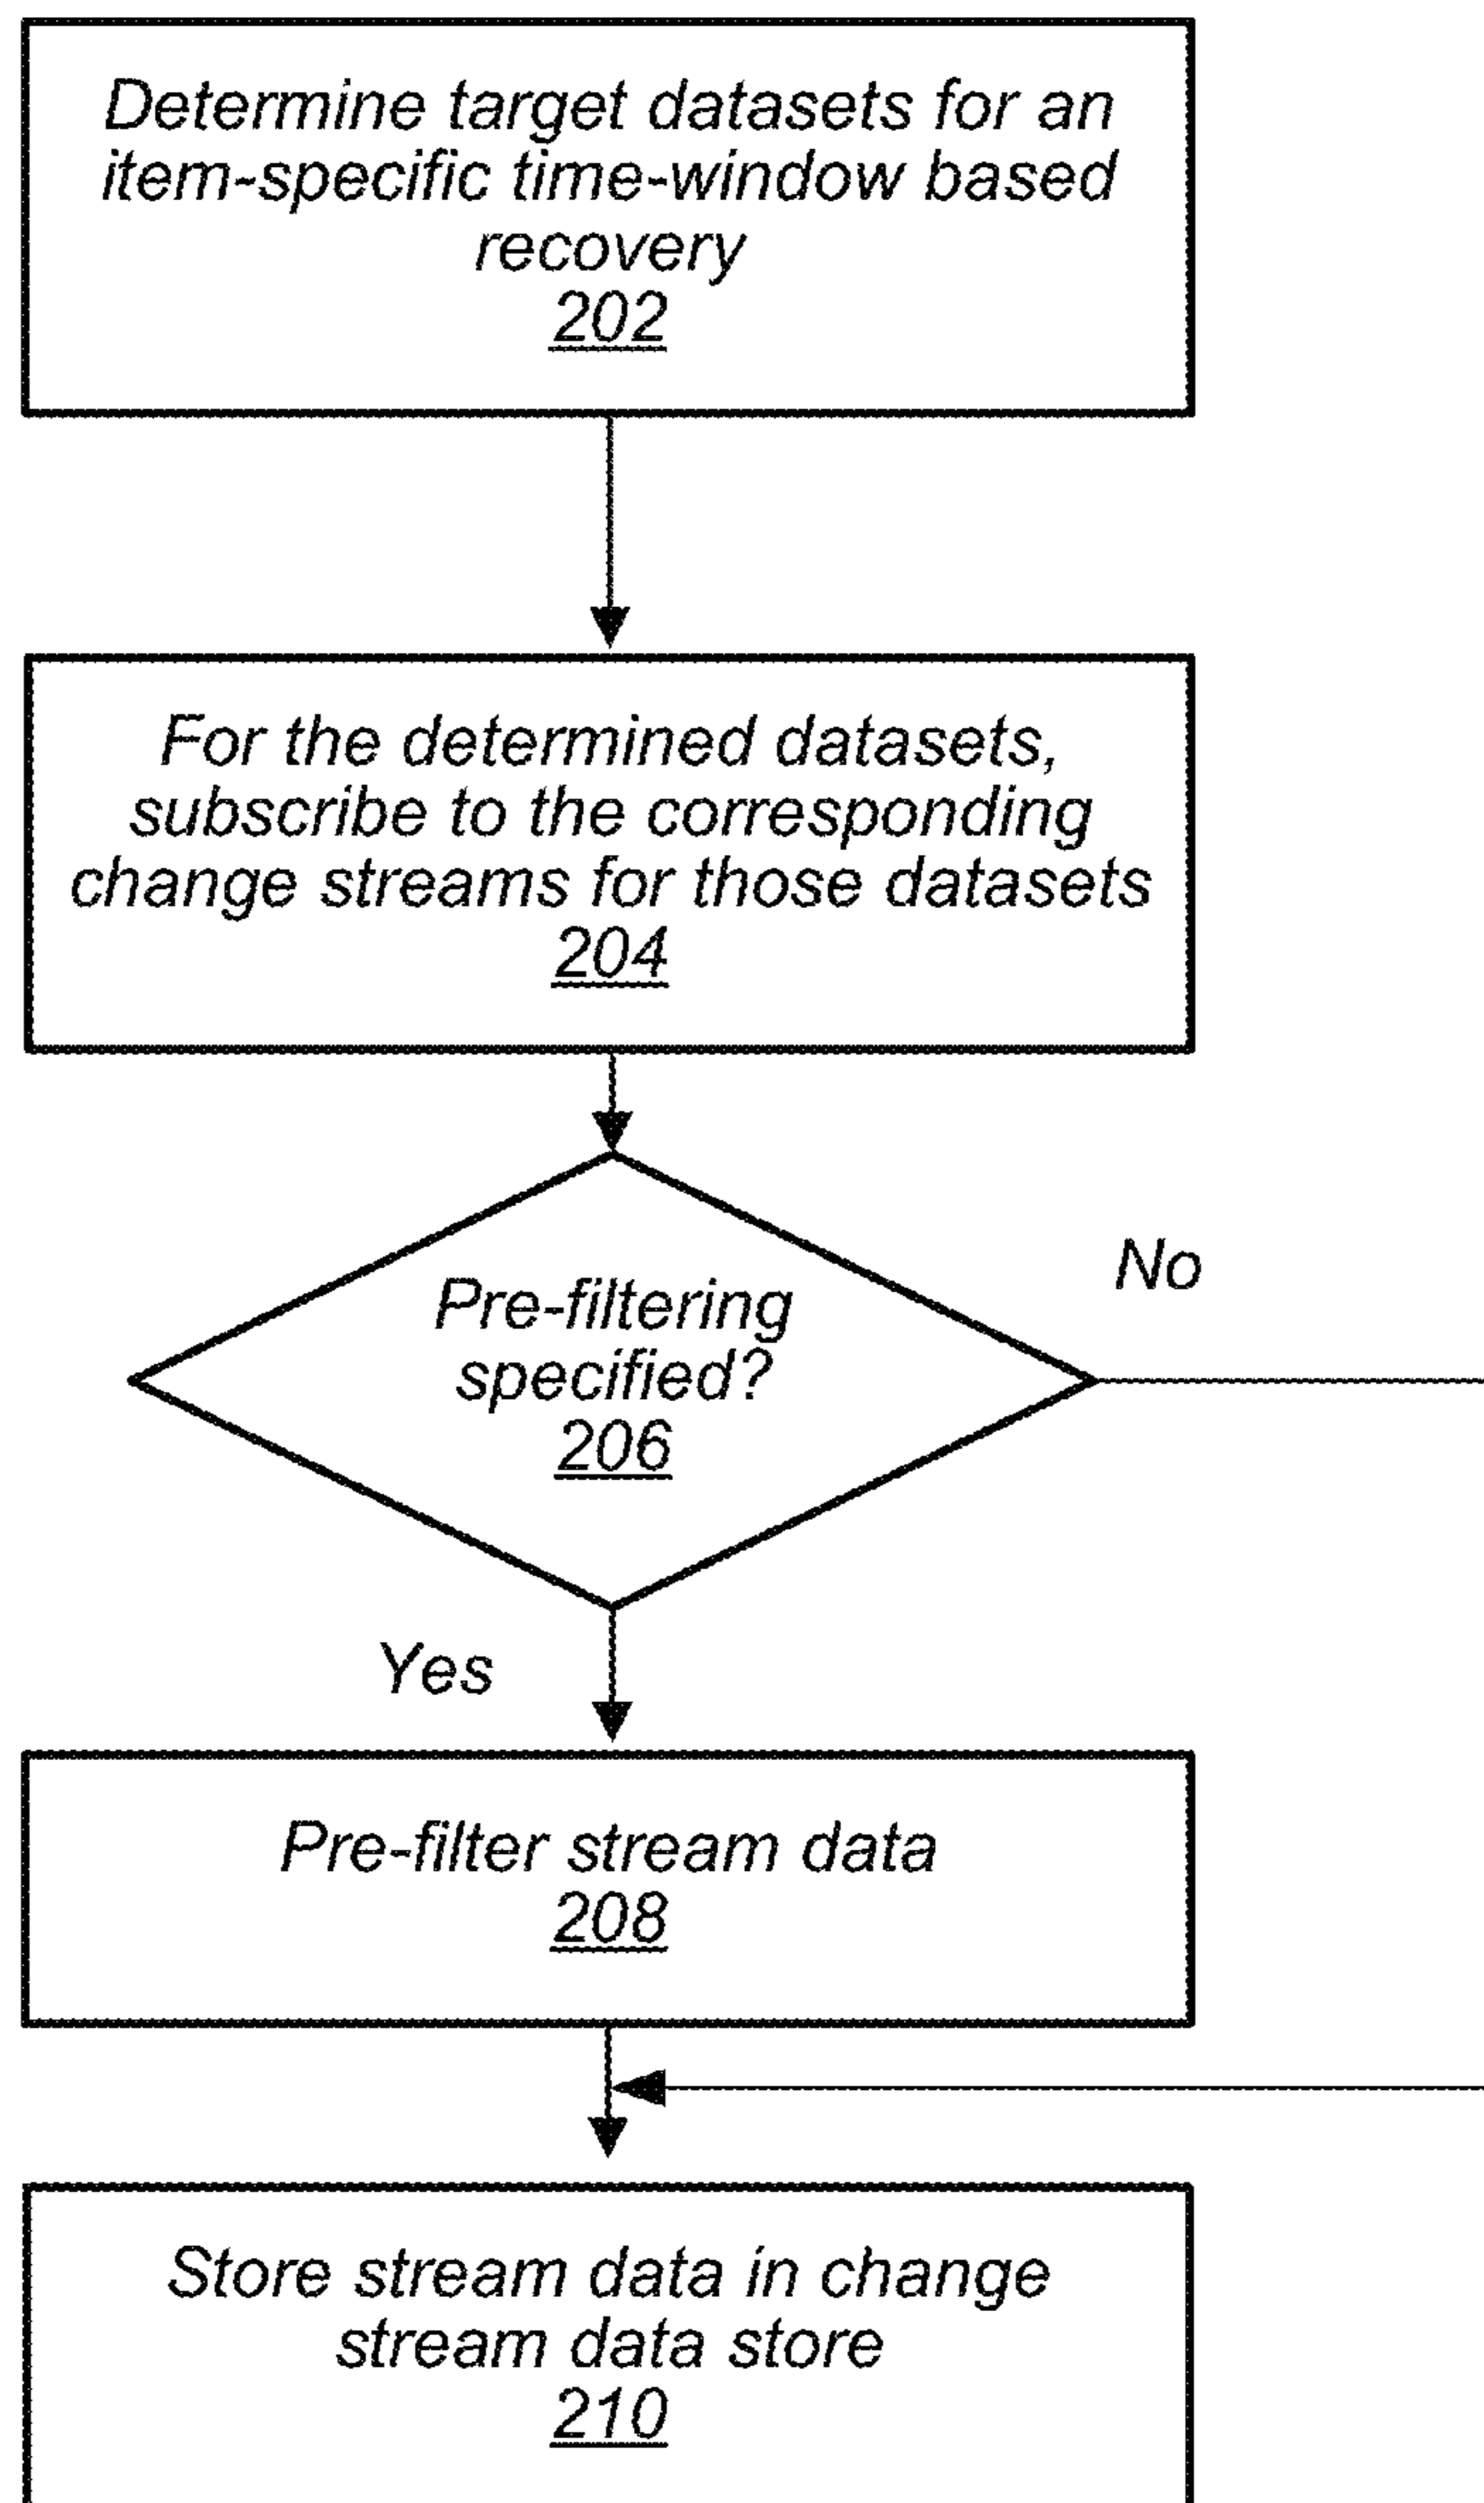 Determine target datasets for an
item-specific time-window based
recovery
202
For the determined datasets,
subscribe to the corresponding
change streams for those datasets
204
No
Pre-filtering
specified?
206
Yes
Pre-filter stream data
208
Store stream data in change
stream data store
210